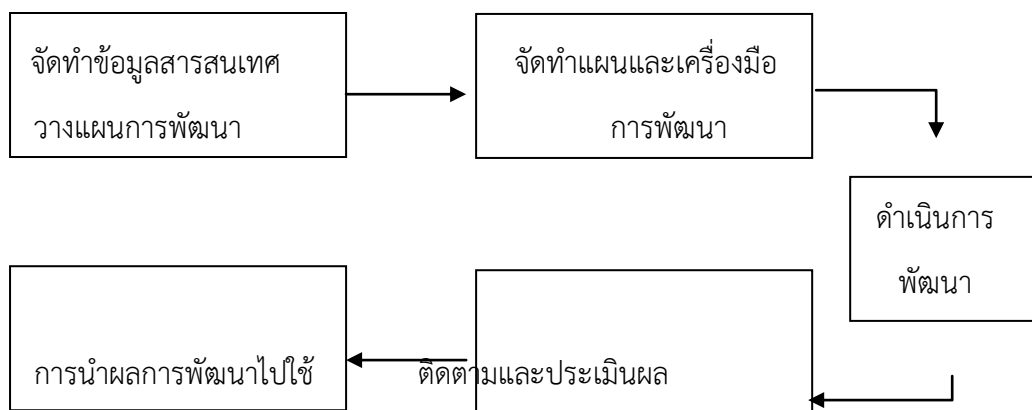 จัดทำข้อมูลสารสนเทศ
วางแผนการพัฒนา
จัดทำแผนและเครื่องมือ
การพัฒนา
ดำเนินการ
พัฒนา
ติดตามและประเมินผล
การนำผลการพัฒนาไปใช้